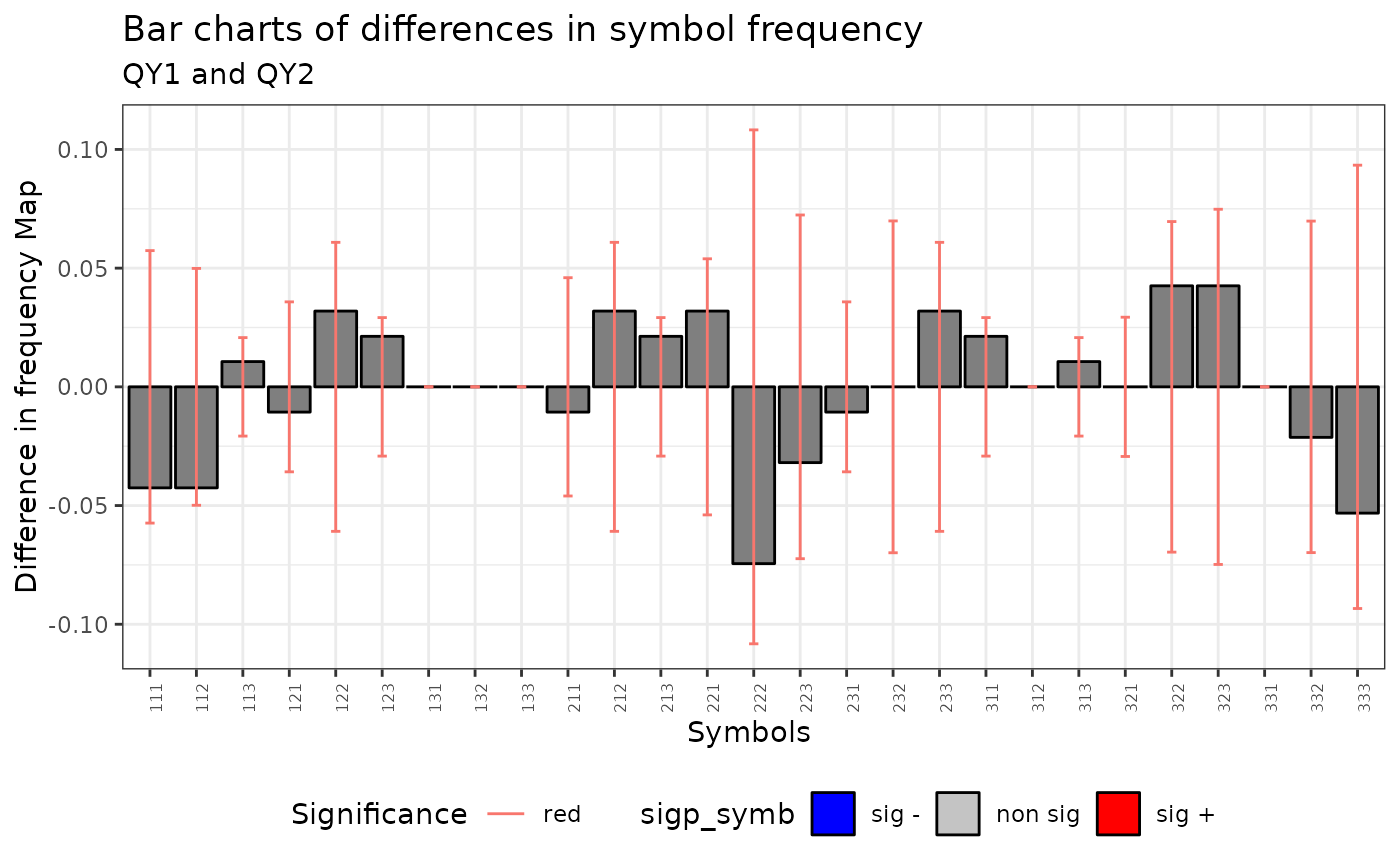 Bar charts of differences in symbol frequency
QY1 and QY2
Difference in frequency Map
0.10
0.05
0.00
-0.05
-0.10
111 112 113 121 122 123 131 132 133 211 212 213 221 222 223 231 232 233 311 312 313 321 322 323 331 332 333
Symbols
Significance red sigp_symb sig - non sig sig +